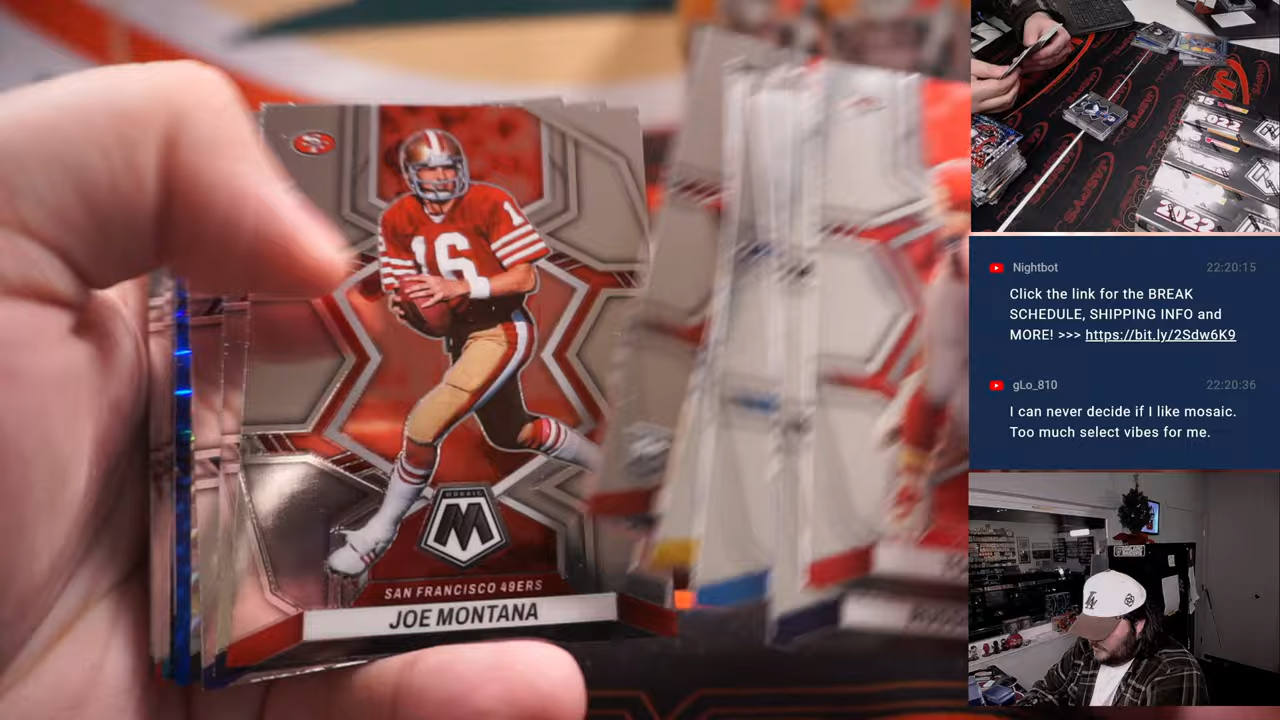 16
1
MOSAIC
SAN FRANCISCO 49ERS
JOE MONTANA
2022
2022
Nightbot 22:20:15
Click the link for the BREAK
SCHEDULE, SHIPPING INFO and
MORE! >>> https://bit.ly/2Sdw6K9
gLo_810 22:20:36
I can never decide if I like mosaic.
Too much select vibes for me.